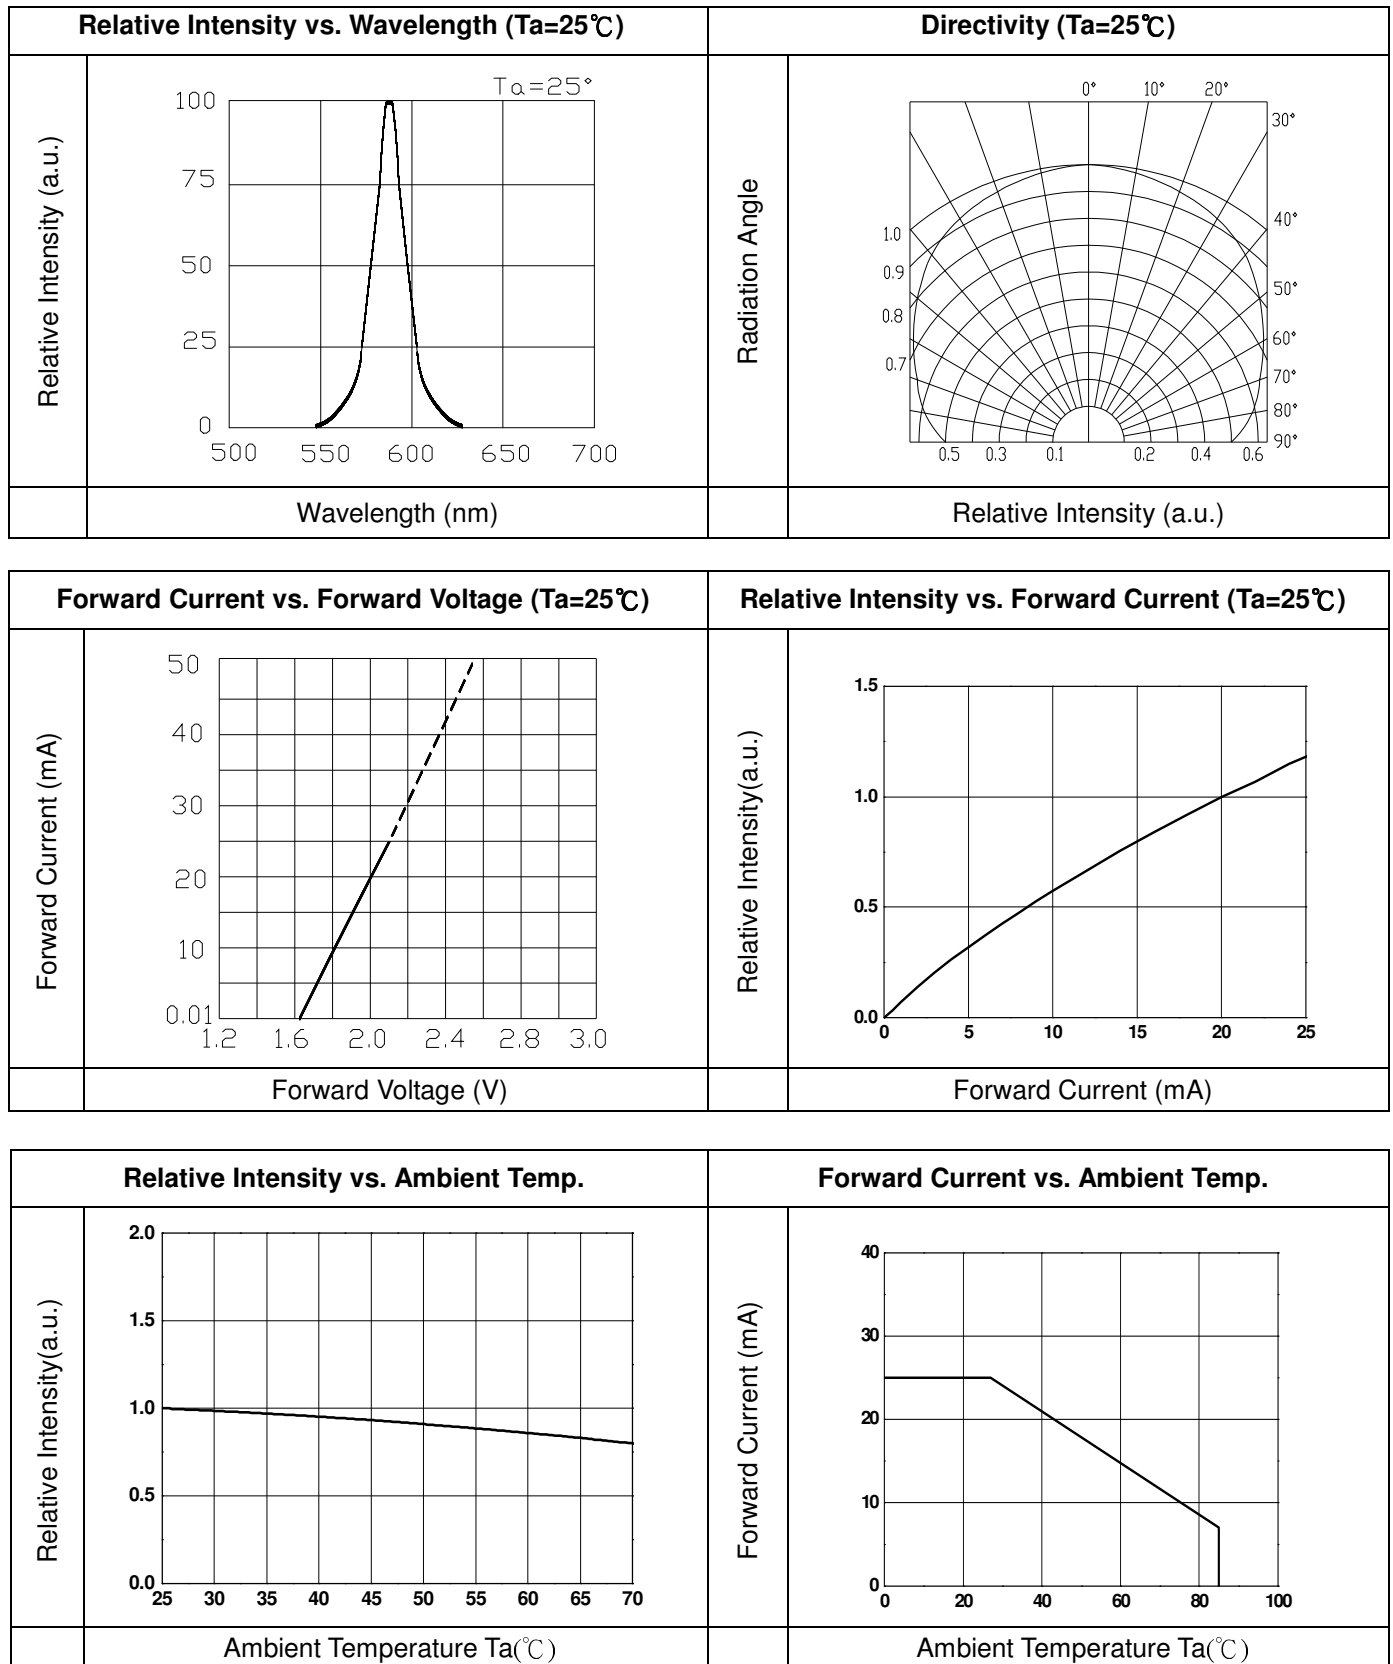 Relative Intensity vs. Wavelength (Ta=25℃)
Directivity (Ta=25℃)
Relative Intensity (a.u.)
Ta=25°
100
75
50
25
0
500 550 600 650 700
Wavelength (nm)
Radiation Angle
0° 10° 20°
30°
40°
50°
60°
70°
80°
90°
1.0
0.9
0.8
0.7
0.5 0.3 0.1 0.2 0.4 0.6
Relative Intensity (a.u.)
Forward Current vs. Forward Voltage (Ta=25℃)
Relative Intensity vs. Forward Current (Ta=25℃)
Forward Current (mA)
50
40
30
20
10
0.01
1.2 1.6 2.0 2.4 2.8 3.0
Forward Voltage (V)
Relative Intensity(a.u.)
1.5
1.0
0.5
0.0
0 5 10 15 20 25
Forward Current (mA)
Relative Intensity vs. Ambient Temp.
Forward Current vs. Ambient Temp.
Relative Intensity(a.u.)
2.0
1.5
1.0
0.5
0.0
25 30 35 40 45 50 55 60 65 70
Ambient Temperature Ta(℃)
Forward Current (mA)
40
30
20
10
0
0 20 40 60 80 100
Ambient Temperature Ta(℃)